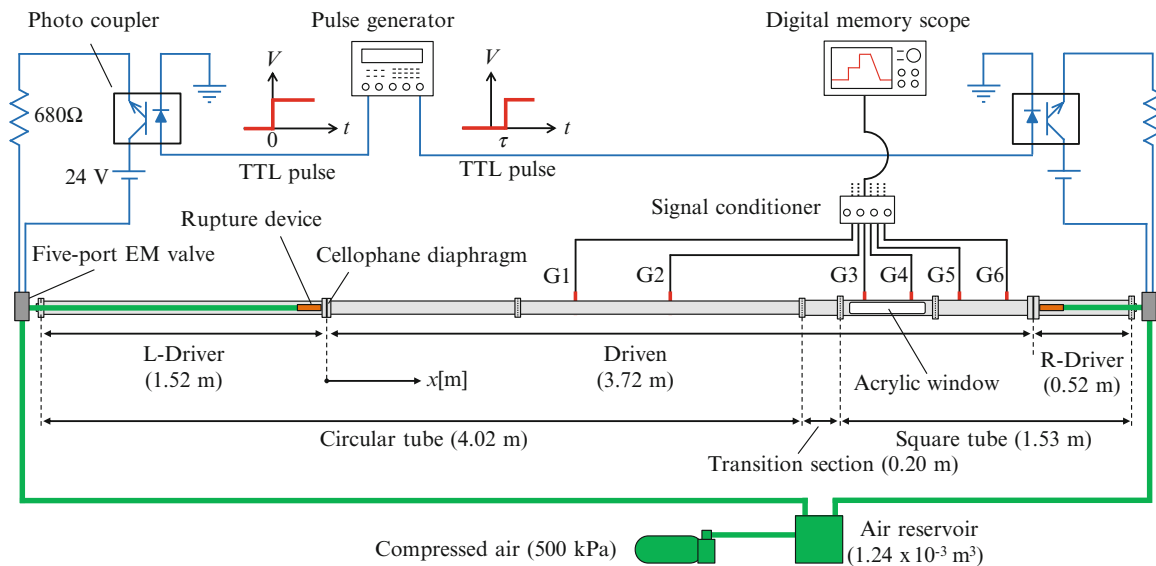 Photo coupler
Pulse generator
Digital memory scope
V
V
680Ω
t
t
0
τ
TTL pulse
TTL pulse
24 V
Signal conditioner
Rupture device
Five-port EM valve
Cellophane diaphragm
G1
G2
G3
G4
G5
G6
L-Driver
(1.52 m)
Driven
(3.72 m)
R-Driver
(0.52 m)
x[m]
Acrylic window
Circular tube (4.02 m)
Square tube (1.53 m)
Transition section (0.20 m)
Compressed air (500 kPa)
Air reservoir
(1.24 x 10⁻³ m³)